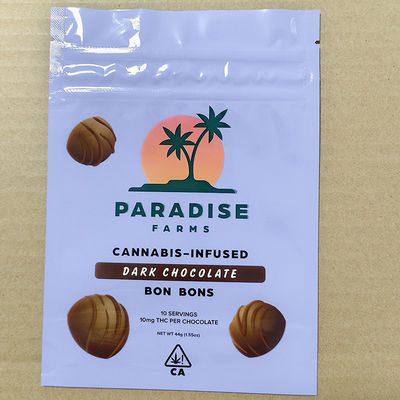 PARADISE
FARMS
CANNABIS-INFUSED
DARK CHOCOLATE
BON BONS
10 SERVINGS
10mg THC PER CHOCOLATE
NET WT 44g (1.55oz)
!
CA